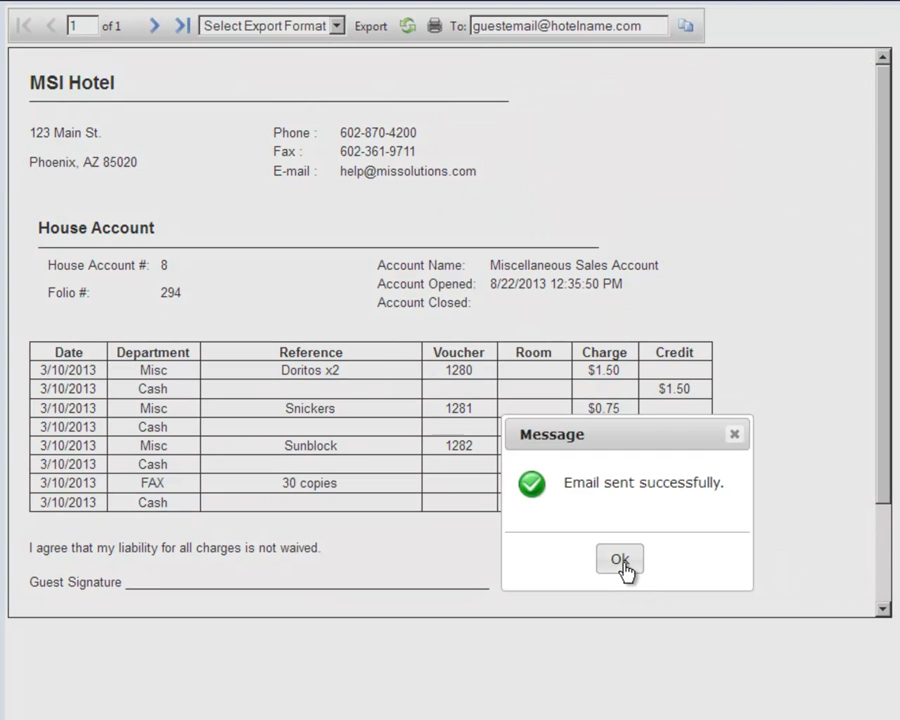 1 of 1 Select Export Format Export To: guestemail@hotelname.com
MSI Hotel
123 Main St. Phone : 602-870-4200
Fax : 602-361-9711
Phoenix, AZ 85020
E-mail : help@missolutions.com
House Account
House Account #: 8 Account Name: Miscellaneous Sales Account
Account Opened: 8/22/2013 12:35:50 PM
Folio #: 294
Account Closed:
Date Department Reference Voucher Room Charge Credit
3/10/2013 Misc Doritos x2 1280 $1.50
3/10/2013 Cash $1.50
3/10/2013 Misc Snickers 1281 $0.75
3/10/2013 Cash
3/10/2013 Misc Sunblock 1282
3/10/2013 Cash
3/10/2013 FAX 30 copies
3/10/2013 Cash
I agree that my liability for all charges is not waived.
Guest Signature
Message
Email sent successfully.
Ok